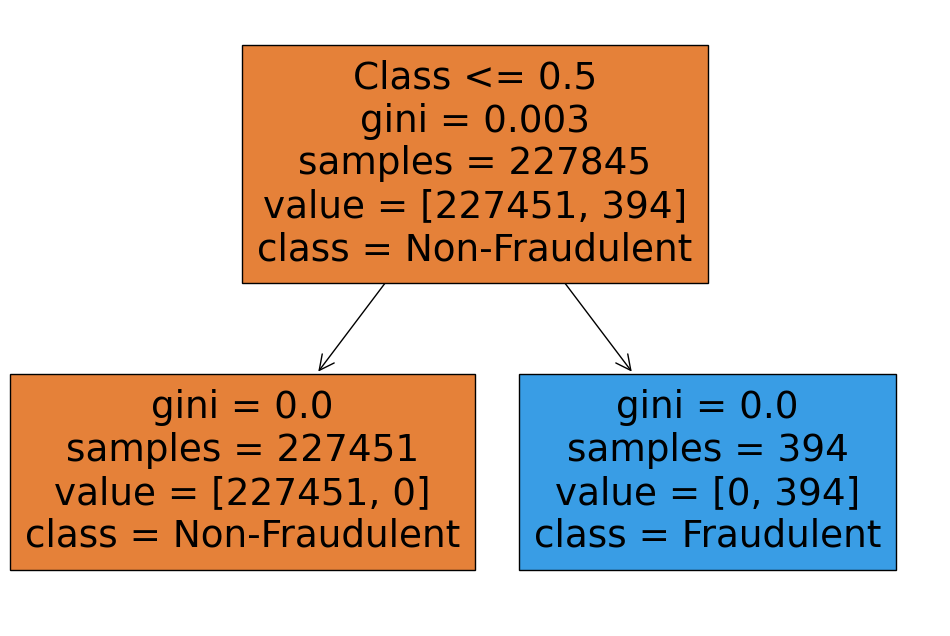 Class <= 0.5
gini = 0.003
samples = 227845
value = [227451, 394]
class = Non-Fraudulent
gini = 0.0
samples = 227451
value = [227451, 0]
class = Non-Fraudulent
gini = 0.0
samples = 394
value = [0, 394]
class = Fraudulent